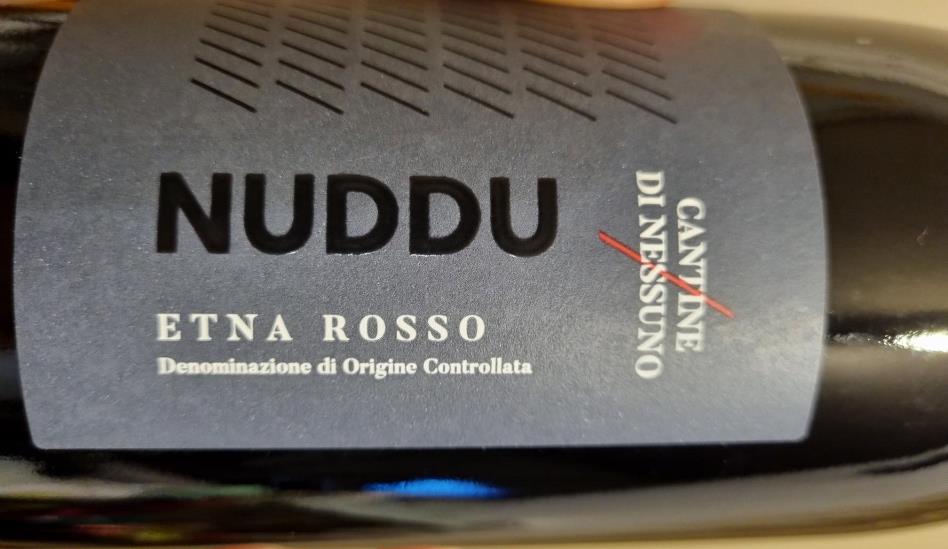 NUDDU
ETNA ROSSO
Denominazione di Origine Controllata
CANTINE
DI NESSUNO